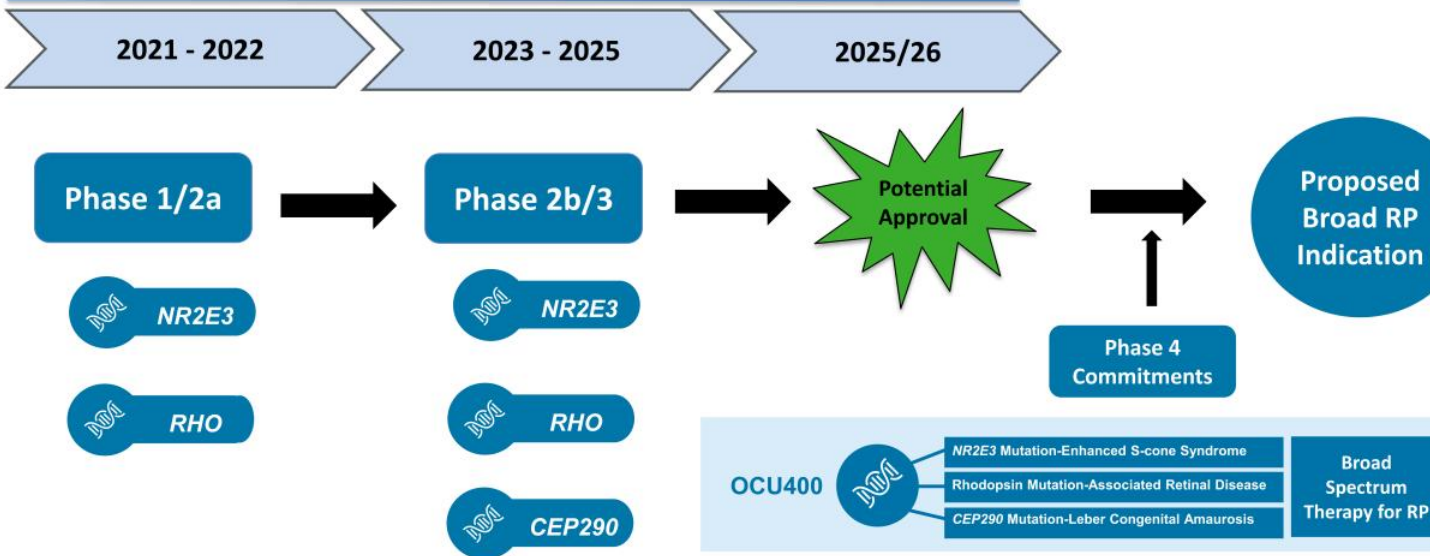 2021 - 2022
2023 - 2025
2025/26
Phase 1/2a
Phase 2b/3
Potential
Approval
Proposed
Broad RP
Indication
NR2E3
RHO
NR2E3
RHO
CEP290
Phase 4
Commitments
OCU400
NR2E3 Mutation-Enhanced S-cone Syndrome
Rhodopsin Mutation-Associated Retinal Disease
CEP290 Mutation-Leber Congenital Amaurosis
Broad
Spectrum
Therapy for RP